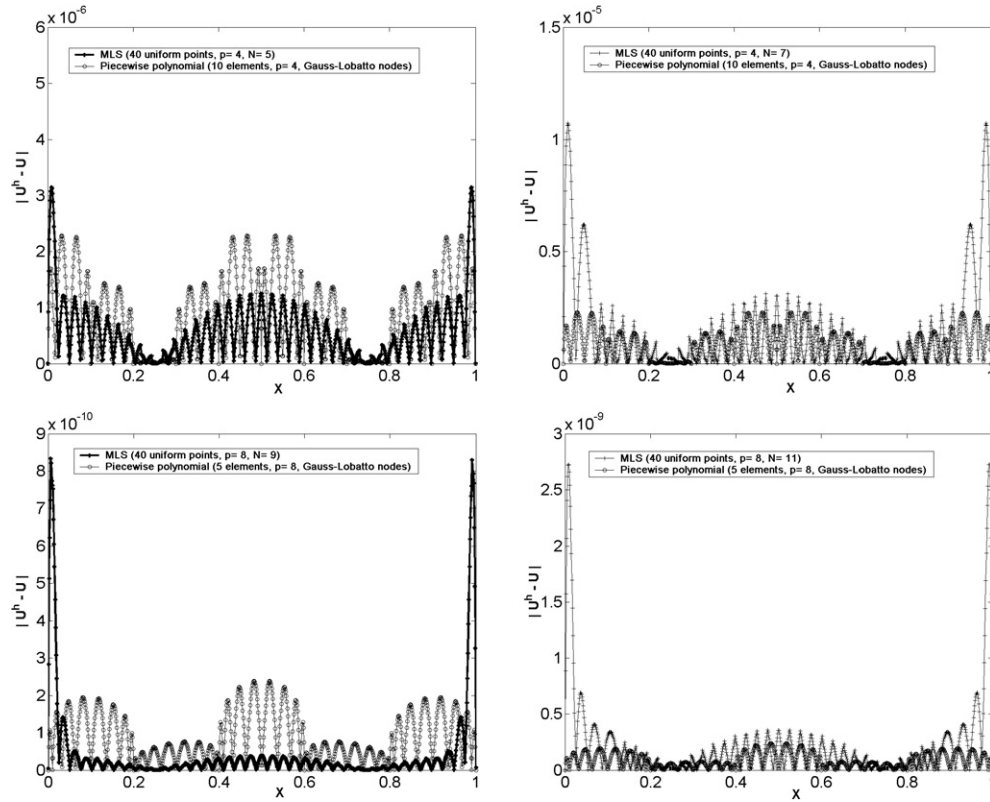 6 x 10^-6
MLS (40 uniform points, p= 4, N= 5)
Piecewise polynomial (10 elements, p= 4, Gauss-Lobatto nodes)
5
4
3
2
1
0
| U^h - U |
0 0.2 0.4 0.6 0.8 1
X
1.5 x 10^-5
MLS (40 uniform points, p= 4, N= 7)
Piecewise polynomial (10 elements, p= 4, Gauss-Lobatto nodes)
1
0.5
0
| U^h - U |
0 0.2 0.4 0.6 0.8 1
X
9 x 10^-10
MLS (40 uniform points, p= 8, N= 9)
Piecewise polynomial (5 elements, p= 8, Gauss-Lobatto nodes)
8
7
6
5
4
3
2
1
0
| U^h - U |
0 0.2 0.4 0.6 0.8 1
X
3 x 10^-9
MLS (40 uniform points, p= 8, N= 11)
Piecewise polynomial (5 elements, p= 8, Gauss-Lobatto nodes)
2.5
2
1.5
1
0.5
0
| U^h - U |
0 0.2 0.4 0.6 0.8 1
X